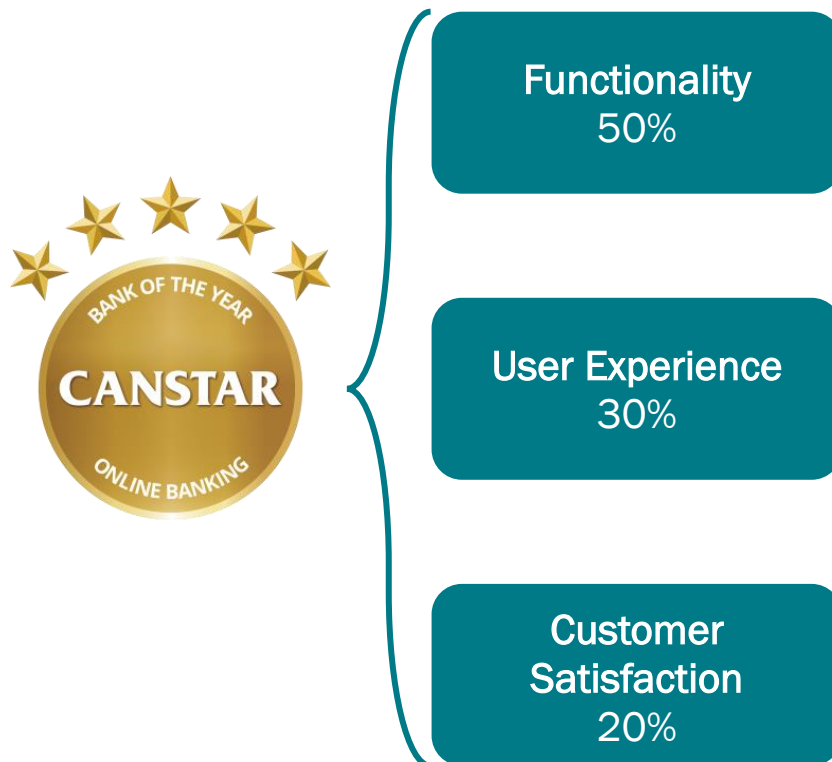 BANK OF THE YEAR
CANSTAR
ONLINE BANKING
Functionality
50%
User Experience
30%
Customer
Satisfaction
20%